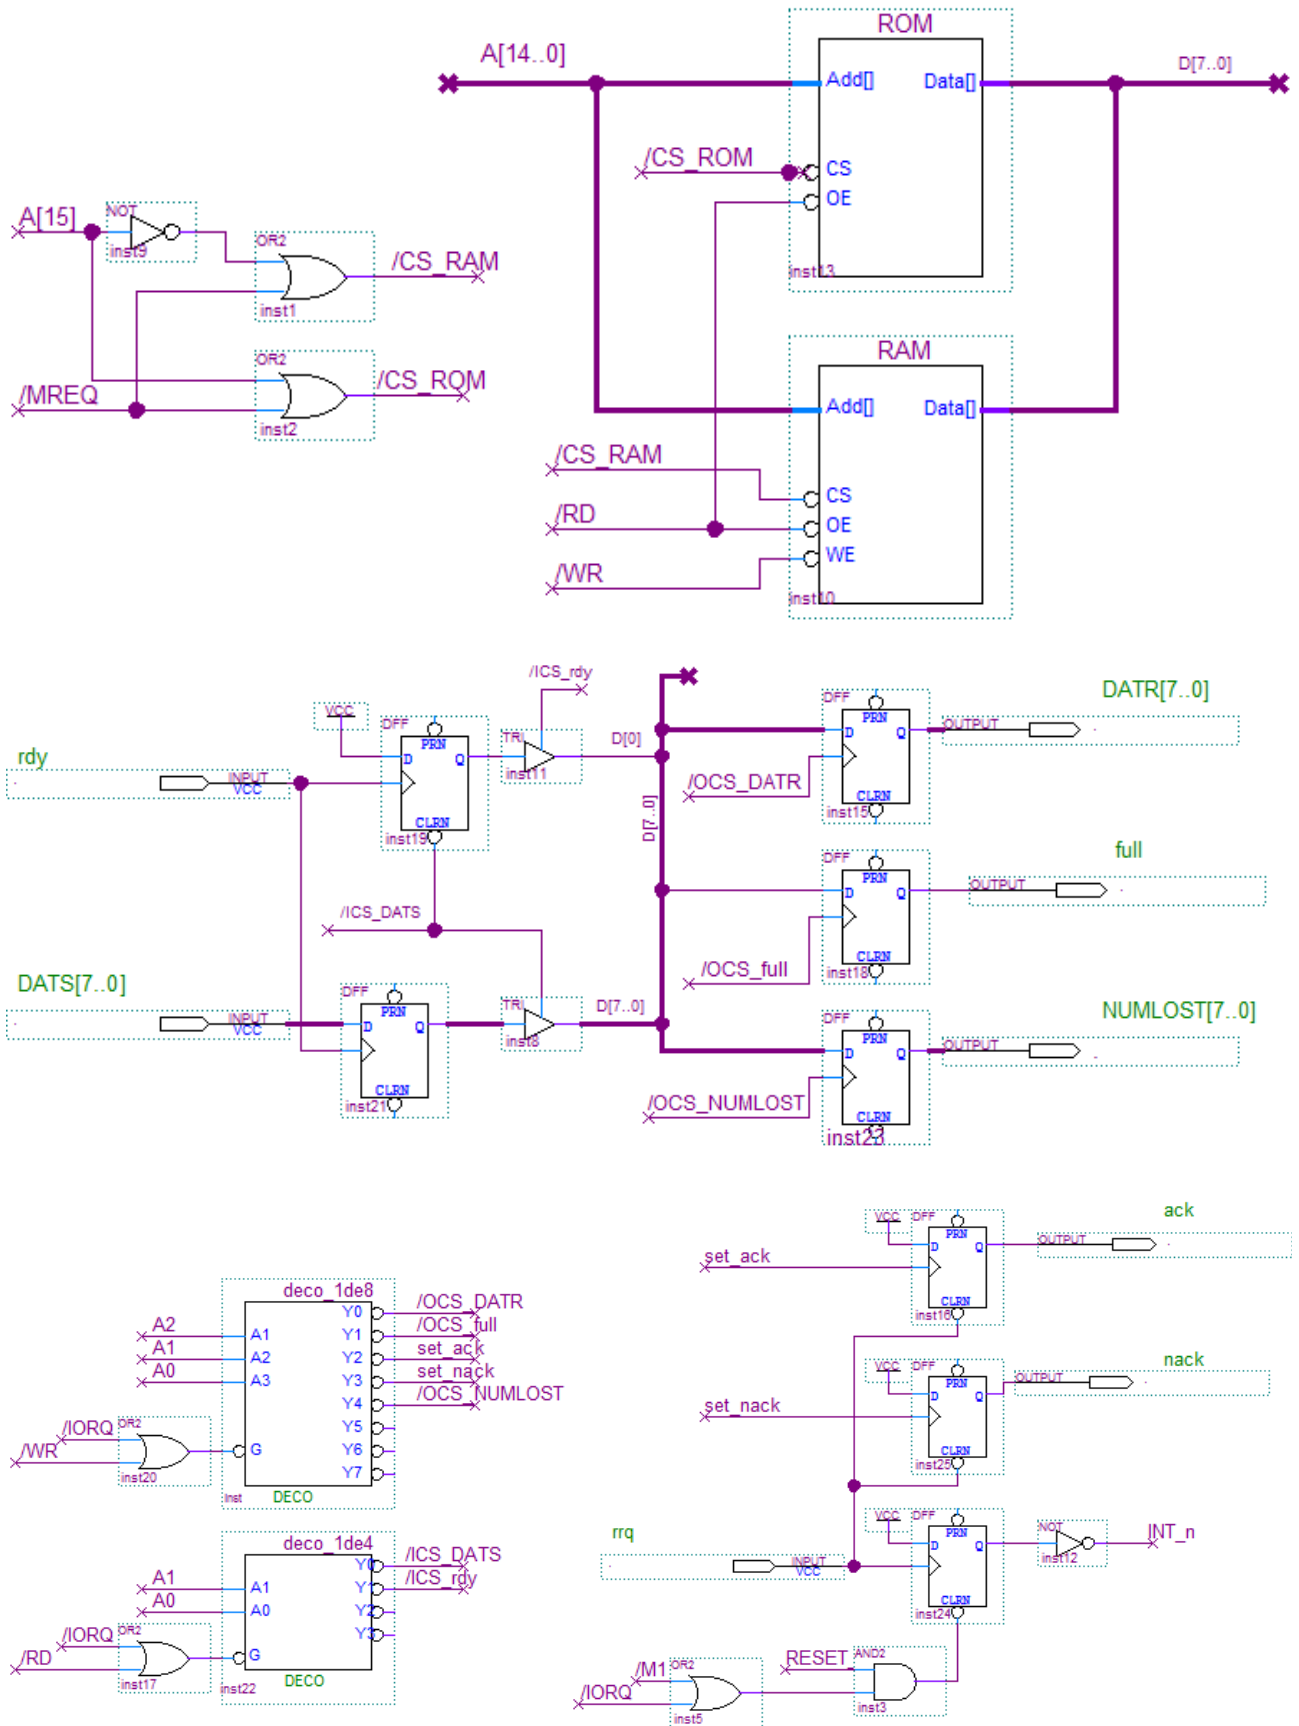 ROM
A[14..0]
D[7..0]
Add[]
Data[]
/CS_ROM
CS
OE
inst13
A[15]
NOT
inst9
OR2
/CS_RAM
inst1
OR2
/CS_ROM
/MREQ
inst2
RAM
Add[]
Data[]
/CS_RAM
CS
/RD
OE
WE
/WR
inst10
/ICS_rdy
VCC
DFF
PRN
D
Q
CLRN
inst19
TRI
inst11
D[0]
rdy
INPUT
VCC
D[7..0]
DFF
PRN
D
Q
CLRN
inst15
DATR[7..0]
OUTPUT
/OCS_DATR
/ICS_DATS
DFF
PRN
D
Q
CLRN
inst18
full
OUTPUT
/OCS_full
DATS[7..0]
INPUT
VCC
DFF
PRN
D
Q
CLRN
inst21
TRI
inst8
D[7..0]
DFF
PRN
D
Q
CLRN
inst23
NUMLOST[7..0]
OUTPUT
/OCS_NUMLOST
VCC
DFF
PRN
D
Q
CLRN
inst16
ack
OUTPUT
set_ack
deco_1de8
A2
A1
A1
A2
A0
A3
Y0
/OCS_DATR
Y1
/OCS_full
Y2
set_ack
Y3
set_nack
Y4
/OCS_NUMLOST
Y5
Y6
Y7
/IORQ
OR2
/WR
inst20
G
inst
DECO
VCC
DFF
PRN
D
Q
CLRN
inst25
nack
OUTPUT
set_nack
deco_1de4
A1
A1
A0
A0
Y0
/ICS_DATS
Y1
/ICS_rdy
Y2
Y3
/IORQ
OR2
/RD
inst17
G
inst22
DECO
rrq
INPUT
VCC
VCC
DFF
PRN
D
Q
CLRN
inst24
NOT
inst12
INT_n
RESET
AND2
inst3
/M1
OR2
/IORQ
inst5